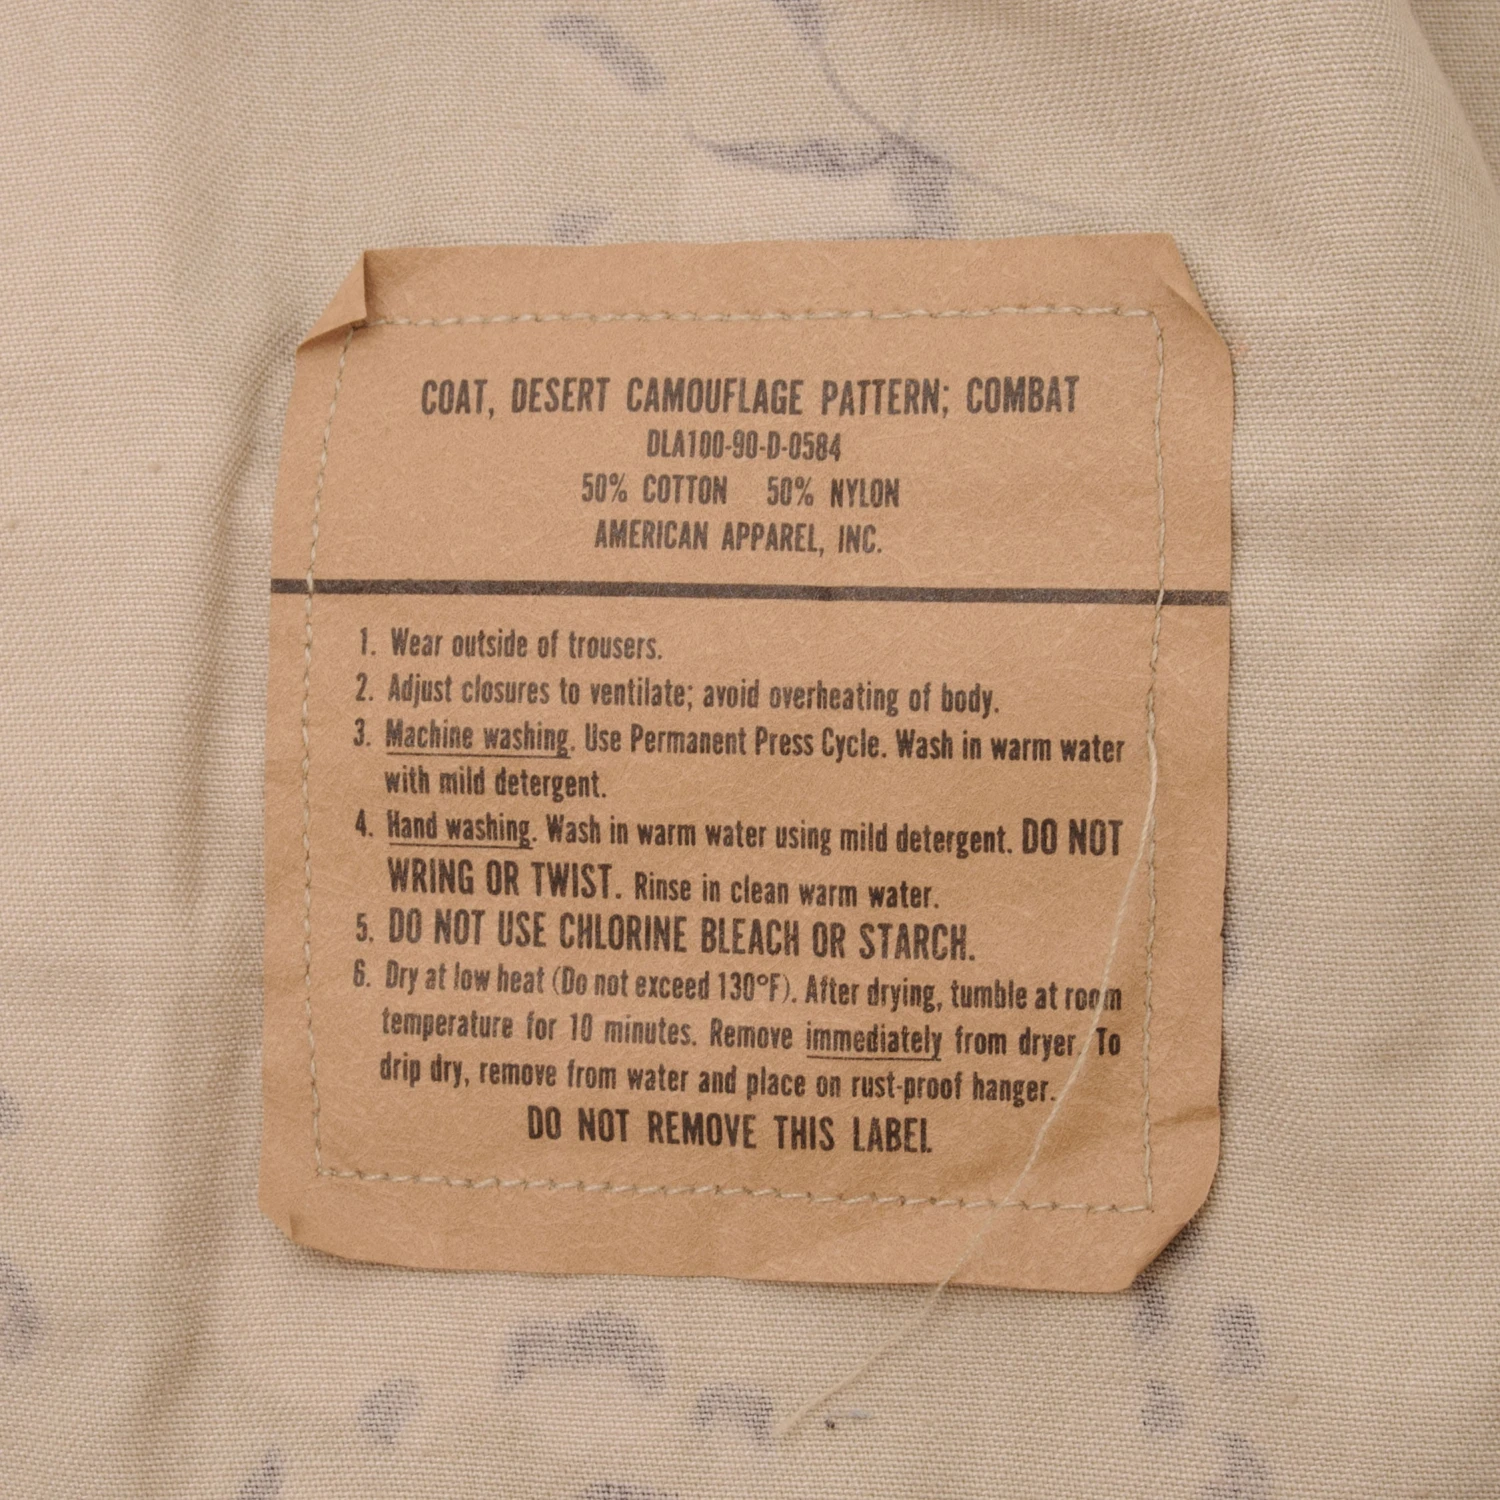 COAT, DESERT CAMOUFLAGE PATTERN; COMBAT
DLA100-90-D-0584
50% COTTON 50% NYLON
AMERICAN APPAREL, INC.
1. Wear outside of trousers.
2. Adjust closures to ventilate; avoid overheating of body.
3. Machine washing. Use Permanent Press Cycle. Wash in warm water
with mild detergent.
4. Hand washing. Wash in warm water using mild detergent. DO NOT
WRING OR TWIST. Rinse in clean warm water.
5. DO NOT USE CHLORINE BLEACH OR STARCH.
6. Dry at low heat (Do not exceed 130°F). After drying, tumble at room
temperature for 10 minutes. Remove immediately from dryer. To
drip dry, remove from water and place on rust-proof hanger.
DO NOT REMOVE THIS LABEL